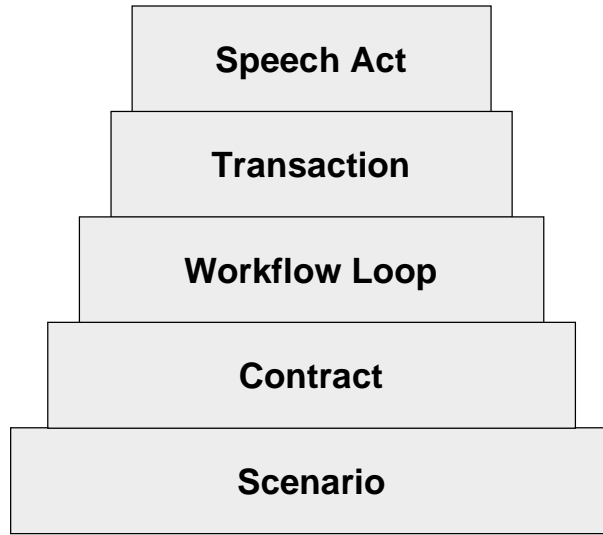 Speech Act
Transaction
Workflow Loop
Contract
Scenario